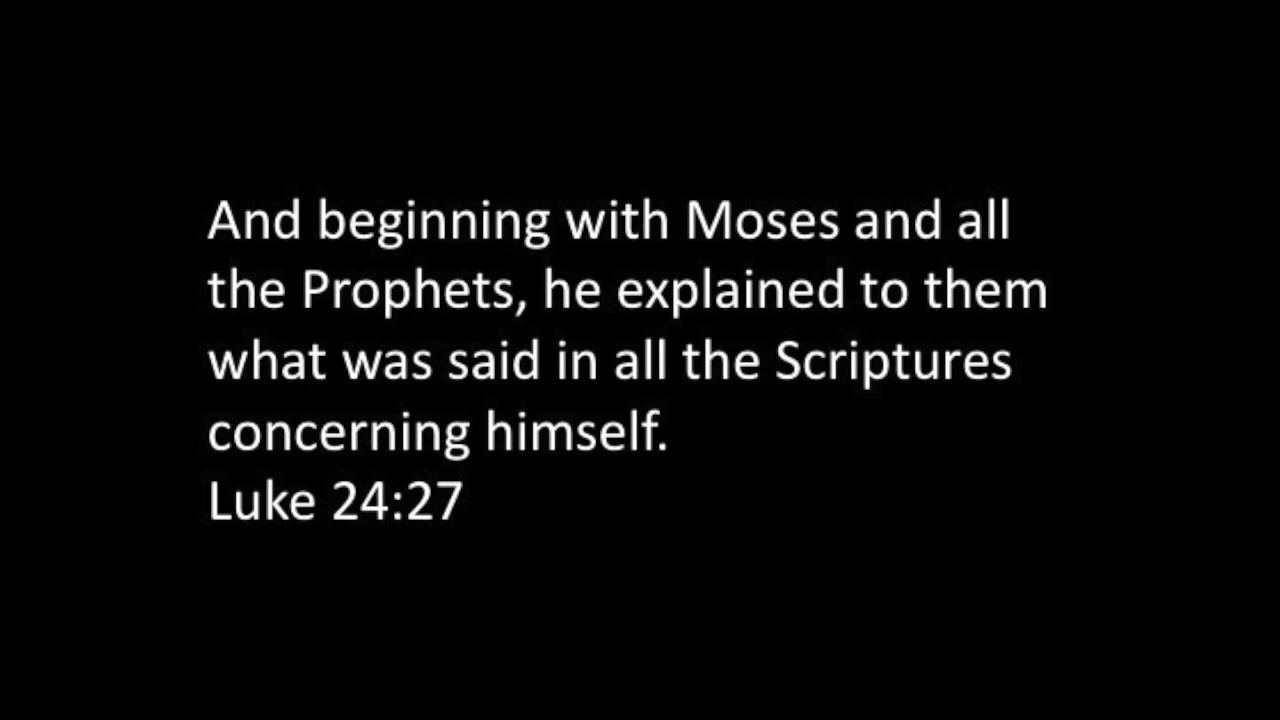 And beginning with Moses and all
the Prophets, he explained to them
what was said in all the Scriptures
concerning himself.
Luke 24:27